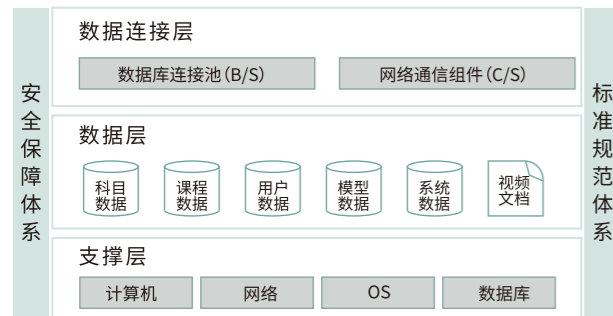 安全保障体系
数据连接层
数据库连接池(B/S)
网络通信组件(C/S)
数据层
科目
数据
课程
数据
用户
数据
模型
数据
系统
数据
视频
文档
支撑层
计算机
网络
OS
数据库
标准规范体系